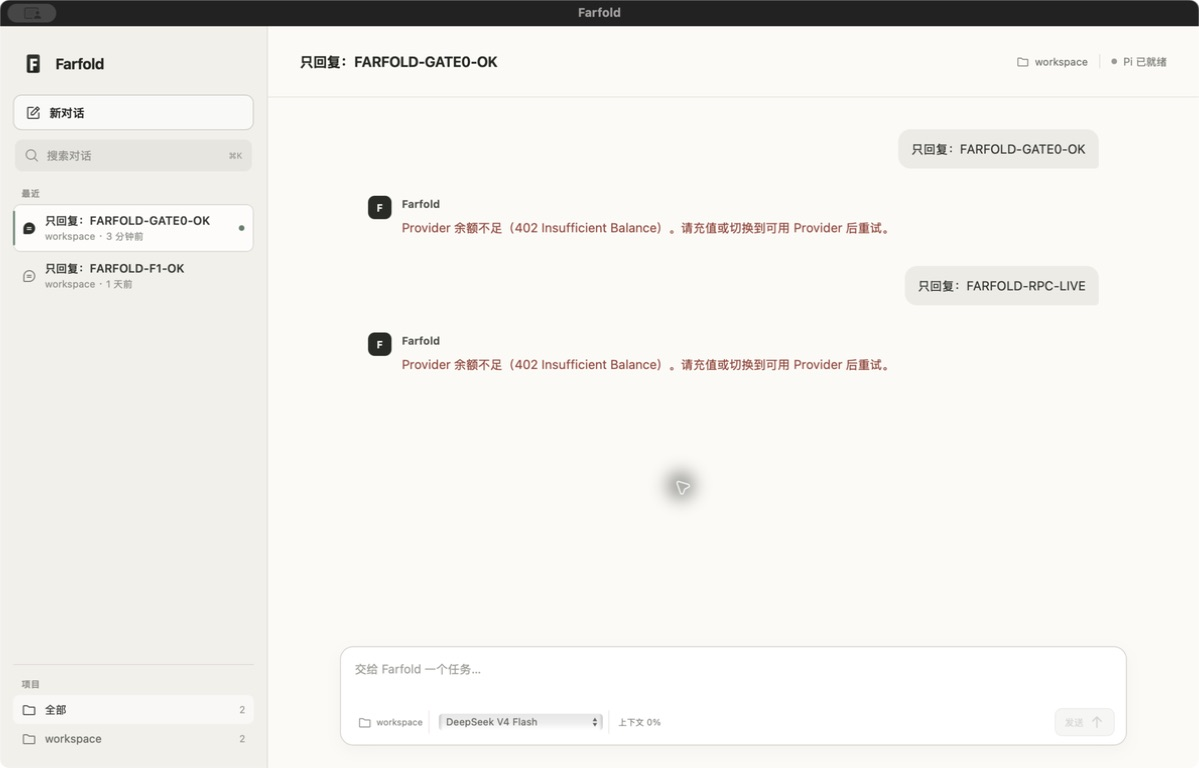 Farfold
F Farfold
新对话
搜索对话 ⌘K
最近
只回复：FARFOLD-GATE0-OK
workspace · 3 分钟前
只回复：FARFOLD-F1-OK
workspace · 1 天前
项目
全部 2
workspace 2
只回复：FARFOLD-GATE0-OK
workspace Pi 已就绪
只回复：FARFOLD-GATE0-OK
F Farfold
Provider 余额不足（402 Insufficient Balance）。请充值或切换到可用 Provider 后重试。
只回复：FARFOLD-RPC-LIVE
F Farfold
Provider 余额不足（402 Insufficient Balance）。请充值或切换到可用 Provider 后重试。
交给 Farfold 一个任务...
workspace DeepSeek V4 Flash 上下文 0% 发送